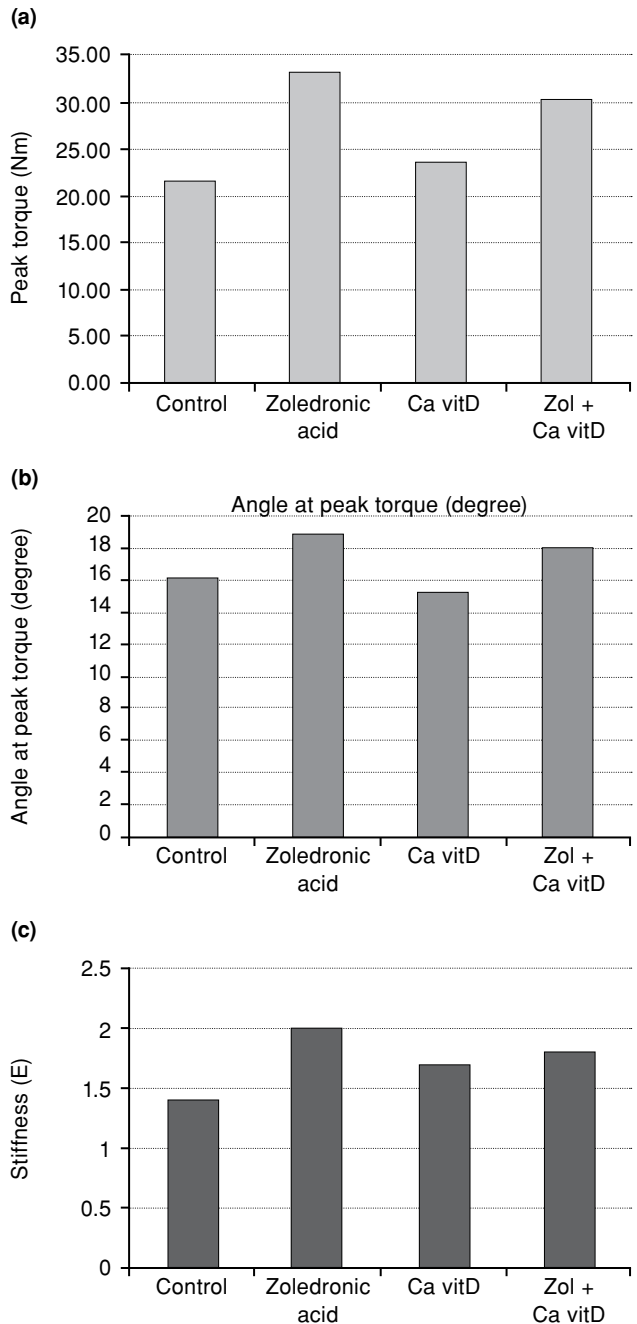 (a)
Peak torque (Nm)
35.00
30.00
25.00
20.00
15.00
10.00
5.00
0.00
Control
Zoledronic
acid
Ca vitD
Zol +
Ca vitD
(b)
Angle at peak torque (degree)
Angle at peak torque (degree)
20
18
16
14
12
10
8
6
4
2
0
Control
Zoledronic
acid
Ca vitD
Zol +
Ca vitD
(c)
Stiffness (E)
2.5
2
1.5
1
0.5
0
Control
Zoledronic
acid
Ca vitD
Zol +
Ca vitD